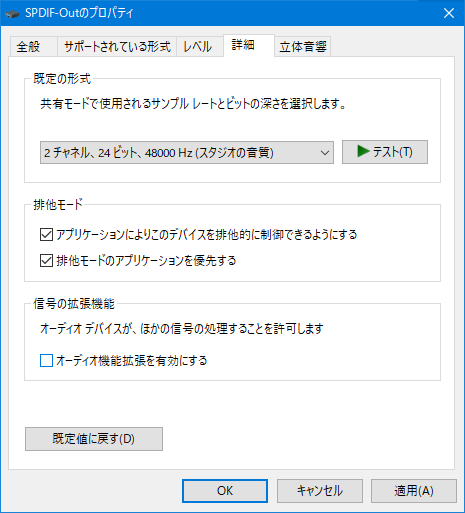 SPDIF-Outのプロパティ
全般 サポートされている形式 レベル 詳細 立体音響
既定の形式
共有モードで使用されるサンプル レートとビットの深さを選択します。
2 チャネル、24 ビット、48000 Hz (スタジオの音質) テスト(T)
排他モード
アプリケーションによりこのデバイスを排他的に制御できるようにする
排他モードのアプリケーションを優先する
信号の拡張機能
オーディオ デバイスが、ほかの信号の処理することを許可します
オーディオ機能拡張を有効にする
既定値に戻す(D)
OK キャンセル 適用(A)